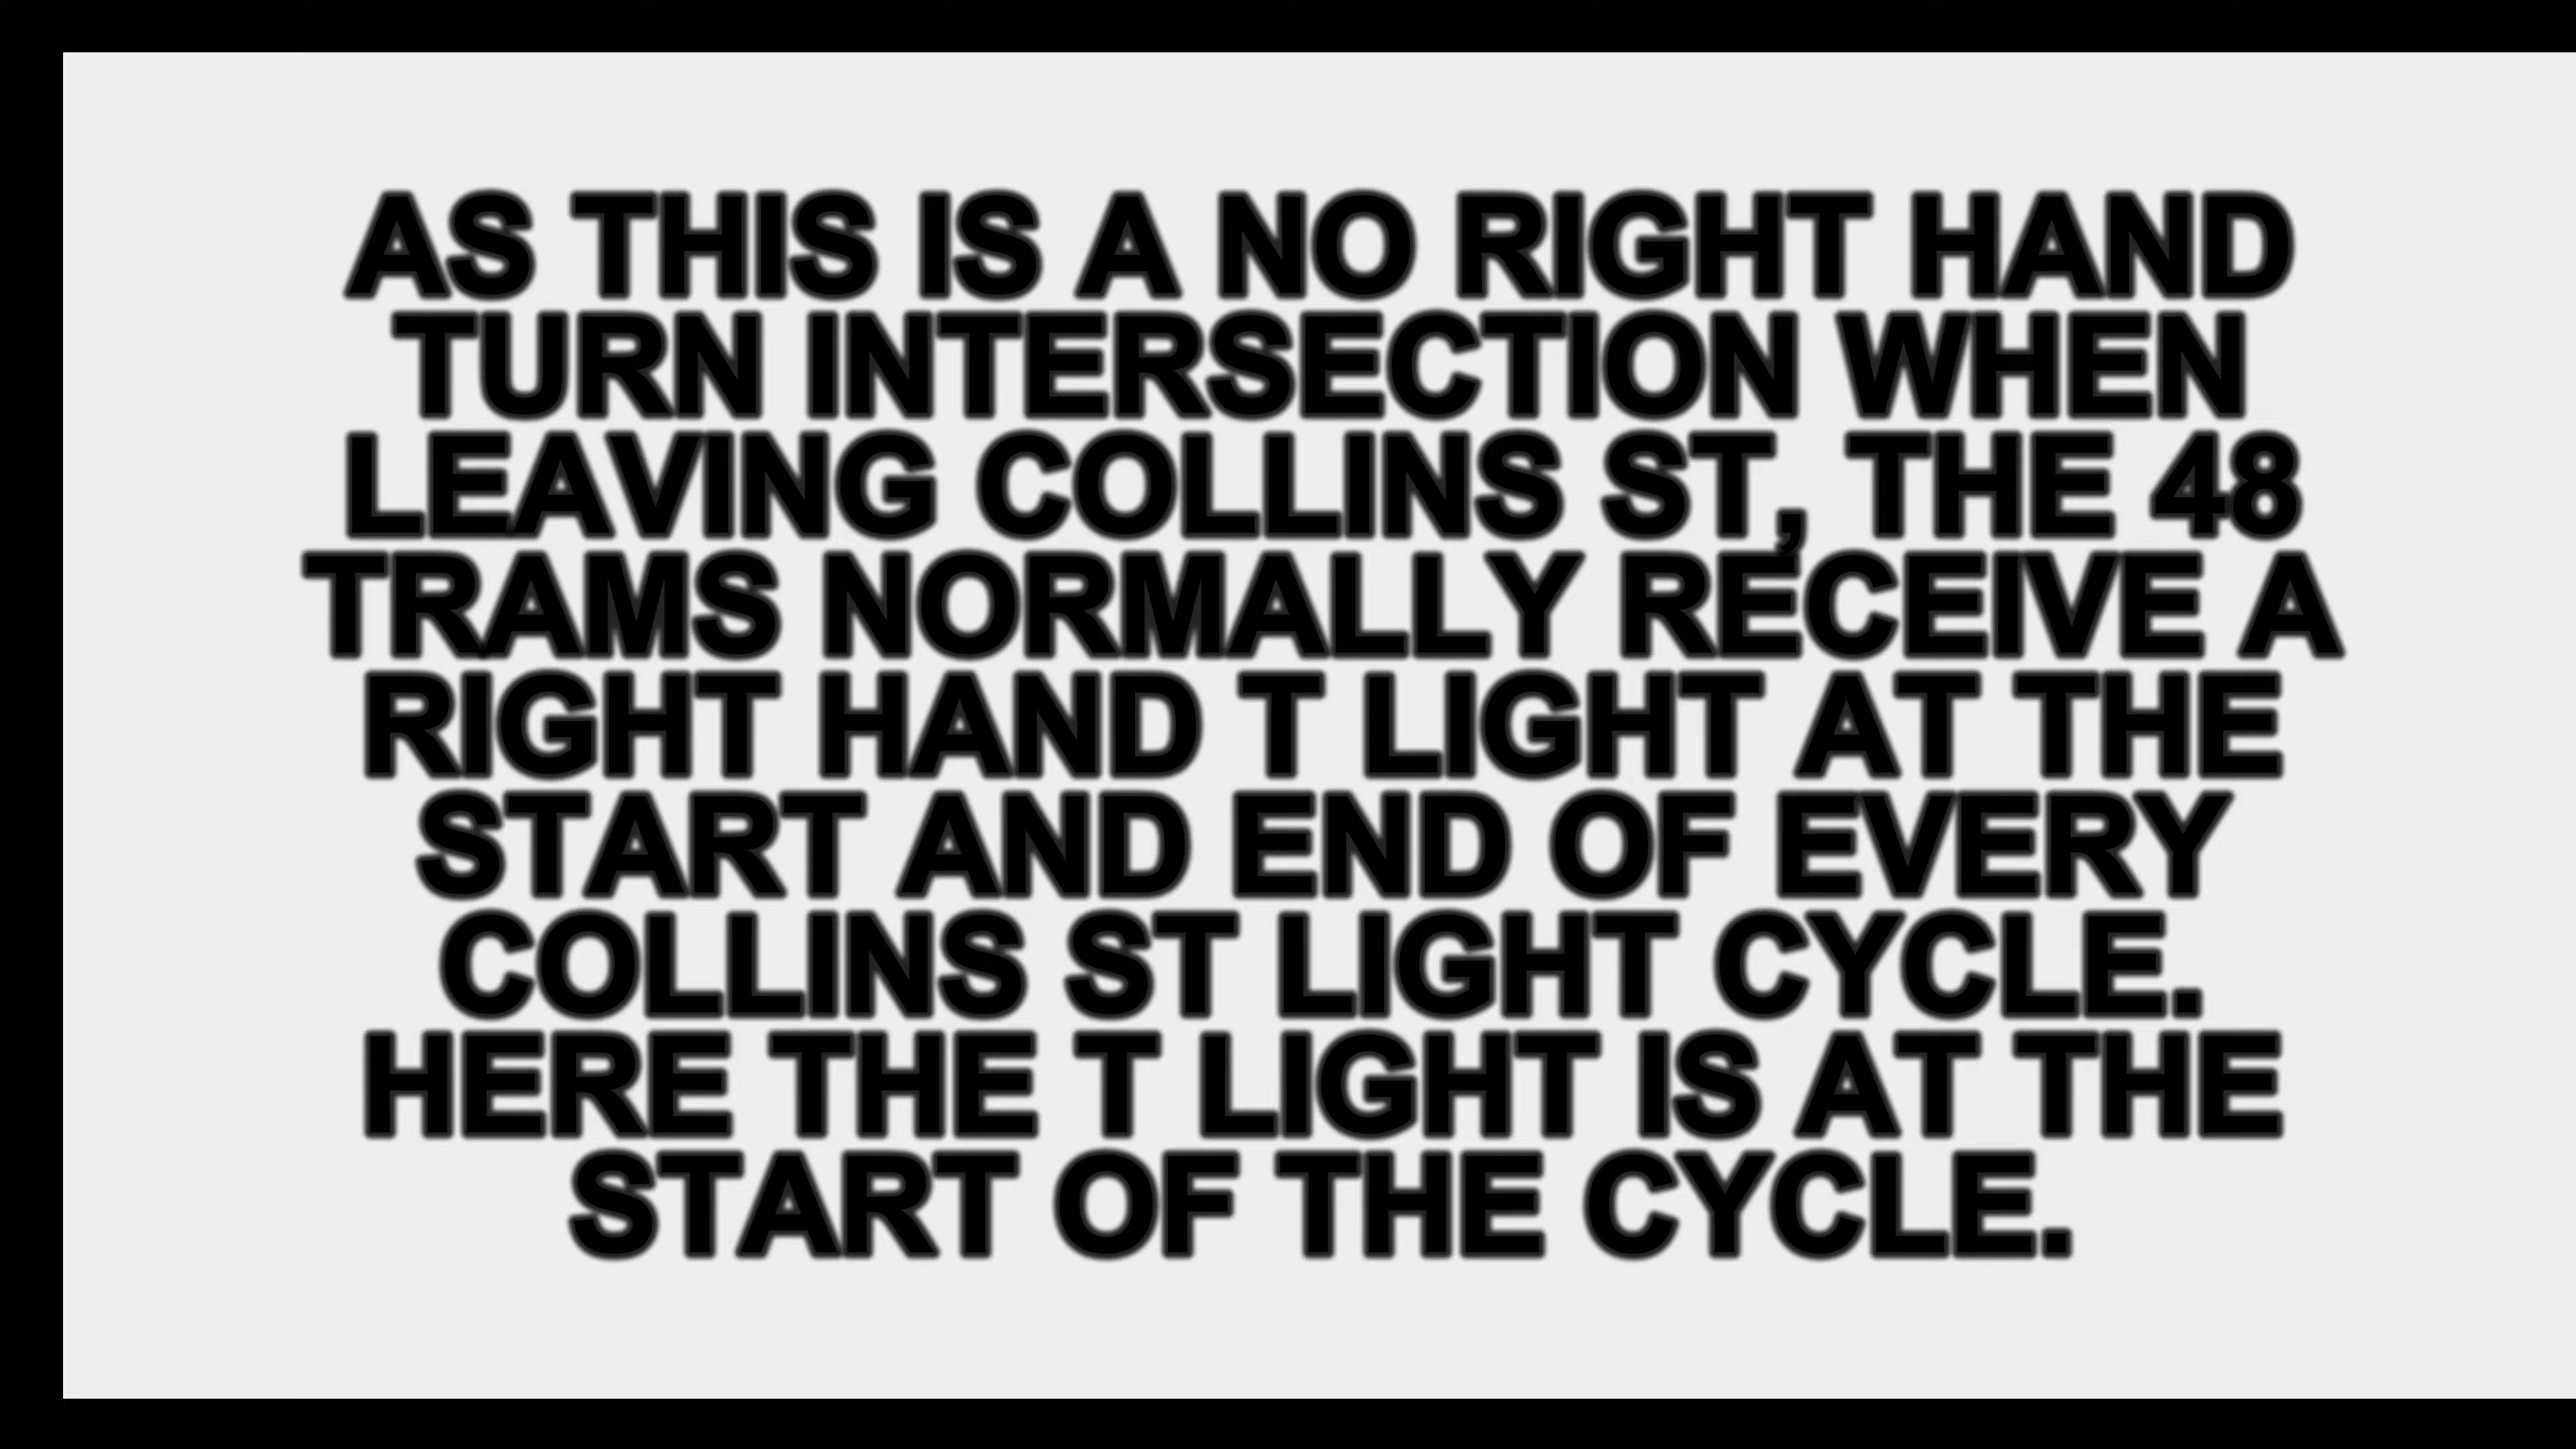 AS THIS IS A NO RIGHT HAND
TURN INTERSECTION WHEN
LEAVING COLLINS ST, THE 48
TRAMS NORMALLY RECEIVE A
RIGHT HAND T LIGHT AT THE
START AND END OF EVERY
COLLINS ST LIGHT CYCLE.
HERE THE T LIGHT IS AT THE
START OF THE CYCLE.